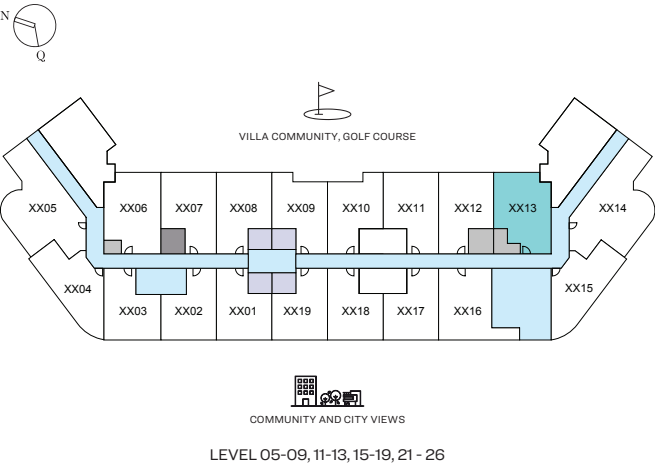 N
Q
VILLA COMMUNITY, GOLF COURSE
XX05
XX06
XX07
XX08
XX09
XX10
XX11
XX12
XX13
XX14
XX04
XX03
XX02
XX01
XX19
XX18
XX17
XX16
XX15
COMMUNITY AND CITY VIEWS
LEVEL 05-09, 11-13, 15-19, 21 - 26